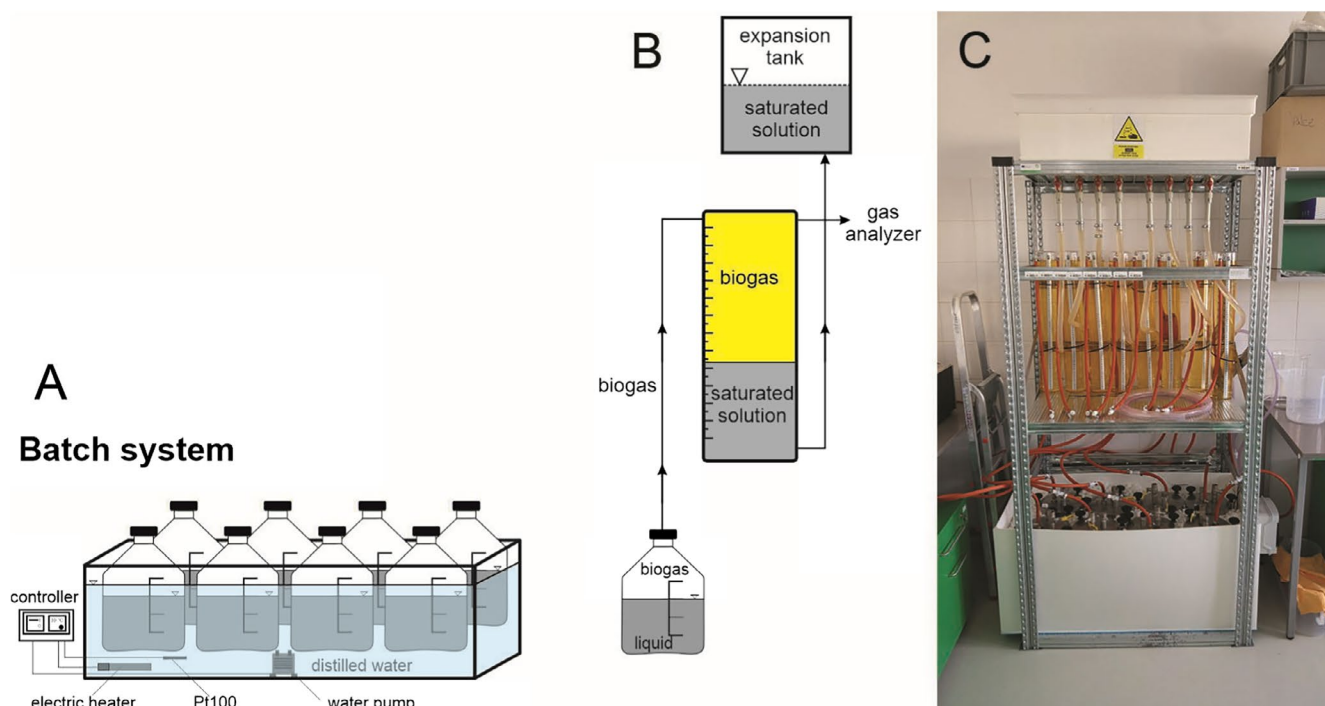 A
Batch system
controller
distilled water
electric heater
Pt100
water pump
B
expansion
tank
saturated
solution
gas
analyzer
biogas
biogas
saturated
solution
biogas
liquid
C